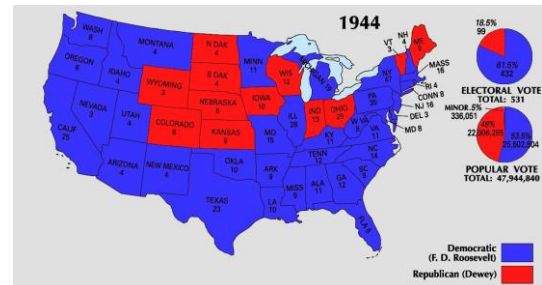 1944
WASH
8
OREGON
6
CALIF
25
NEVADA
3
IDAHO
4
MONTANA
4
WYOMING
3
UTAH
4
ARIZONA
4
COLORADO
6
NEW MEXICO
4
N DAK
4
S DAK
4
NEBRASKA
6
KANSAS
8
OKLA
10
TEXAS
23
MINN
11
IOWA
10
MO
15
ARK
9
LA
10
WIS
12
ILL
28
MICHIGAN 19
IND
13
OHIO
25
KY
11
TENN
12
MISS
9
ALA
11
GA
12
FLA 8
SC
8
NC
14
VA
11
W VA
8
PA
35
NY
47
VT
3
NH
4
ME
5
MASS
16
RI 4
CONN 8
NJ 16
DEL 3
MD 8
18.5%
99
81.5%
432
ELECTORAL VOTE
TOTAL: 531
MINOR .5%
336,051
46%
22,006,285
53.5%
25,602,504
POPULAR VOTE
TOTAL: 47,944,840
Democratic
(F. D. Roosevelt)
Republican (Dewey)